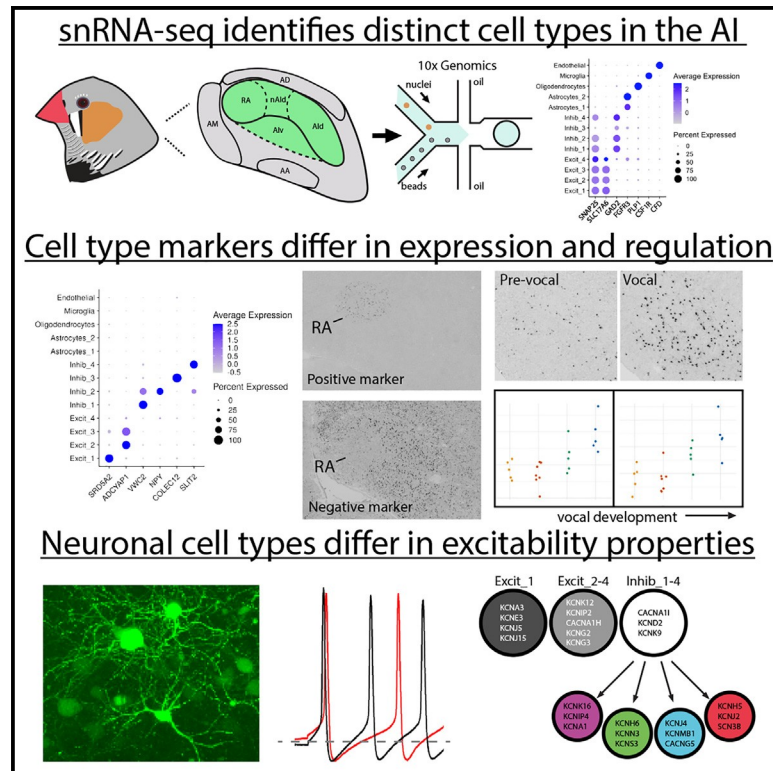 snRNA-seq identifies distinct cell types in the AI
10x Genomics
AD
RA
nAId
AId
AIv
AM
AA
nuclei
oil
beads
oil
Endothelial
Microglia
Oligodendrocytes
Astrocytes_2
Astrocytes_1
Inhib_4
Inhib_3
Inhib_2
Inhib_1
Excit_4
Excit_3
Excit_2
Excit_1
SNAP25
SLC17A6
GAD2
FGFR3
PLP1
CSF1R
CFD
Average Expression
2
1
0
Percent Expressed
0
25
50
75
100
Cell type markers differ in expression and regulation
Endothelial
Microglia
Oligodendrocytes
Astrocytes_2
Astrocytes_1
Inhib_4
Inhib_3
Inhib_2
Inhib_1
Excit_4
Excit_3
Excit_2
Excit_1
SRD5A2
ADCYAP1
VWC2
NPY
COLEC12
SLIT2
Average Expression
2.5
2.0
1.5
1.0
0.5
0.0
-0.5
Percent Expressed
0
25
50
75
100
RA
Positive marker
RA
Negative marker
Pre-vocal
Vocal
vocal development
Neuronal cell types differ in excitability properties
Excit_1
Excit_2-4
Inhib_1-4
KCNA3
KCNE3
KCNJ5
KCNJ15
KCNK12
KCNIP2
CACNA1H
KCNG2
KCNG3
CACNA1I
KCND2
KCNK9
KCNK16
KCNIP4
KCNA1
KCNH6
KCNN3
KCNS3
KCNJ4
KCNMB1
CACNG5
KCNH5
KCNJ2
SCN3B